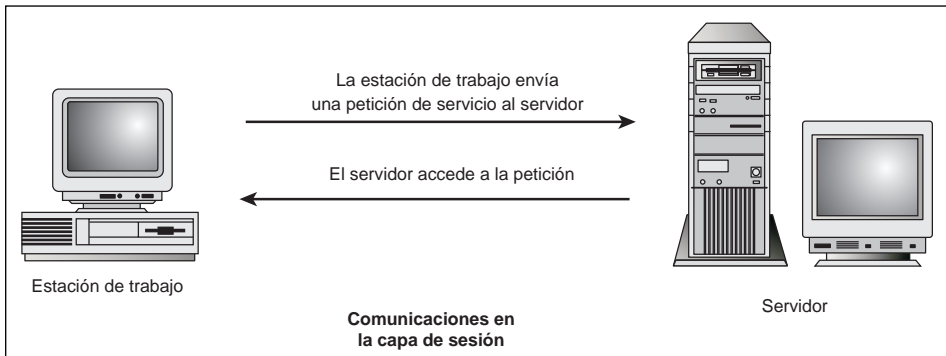 La estación de trabajo envía
una petición de servicio al servidor
El servidor accede a la petición
Estación de trabajo
Servidor
Comunicaciones en
la capa de sesión